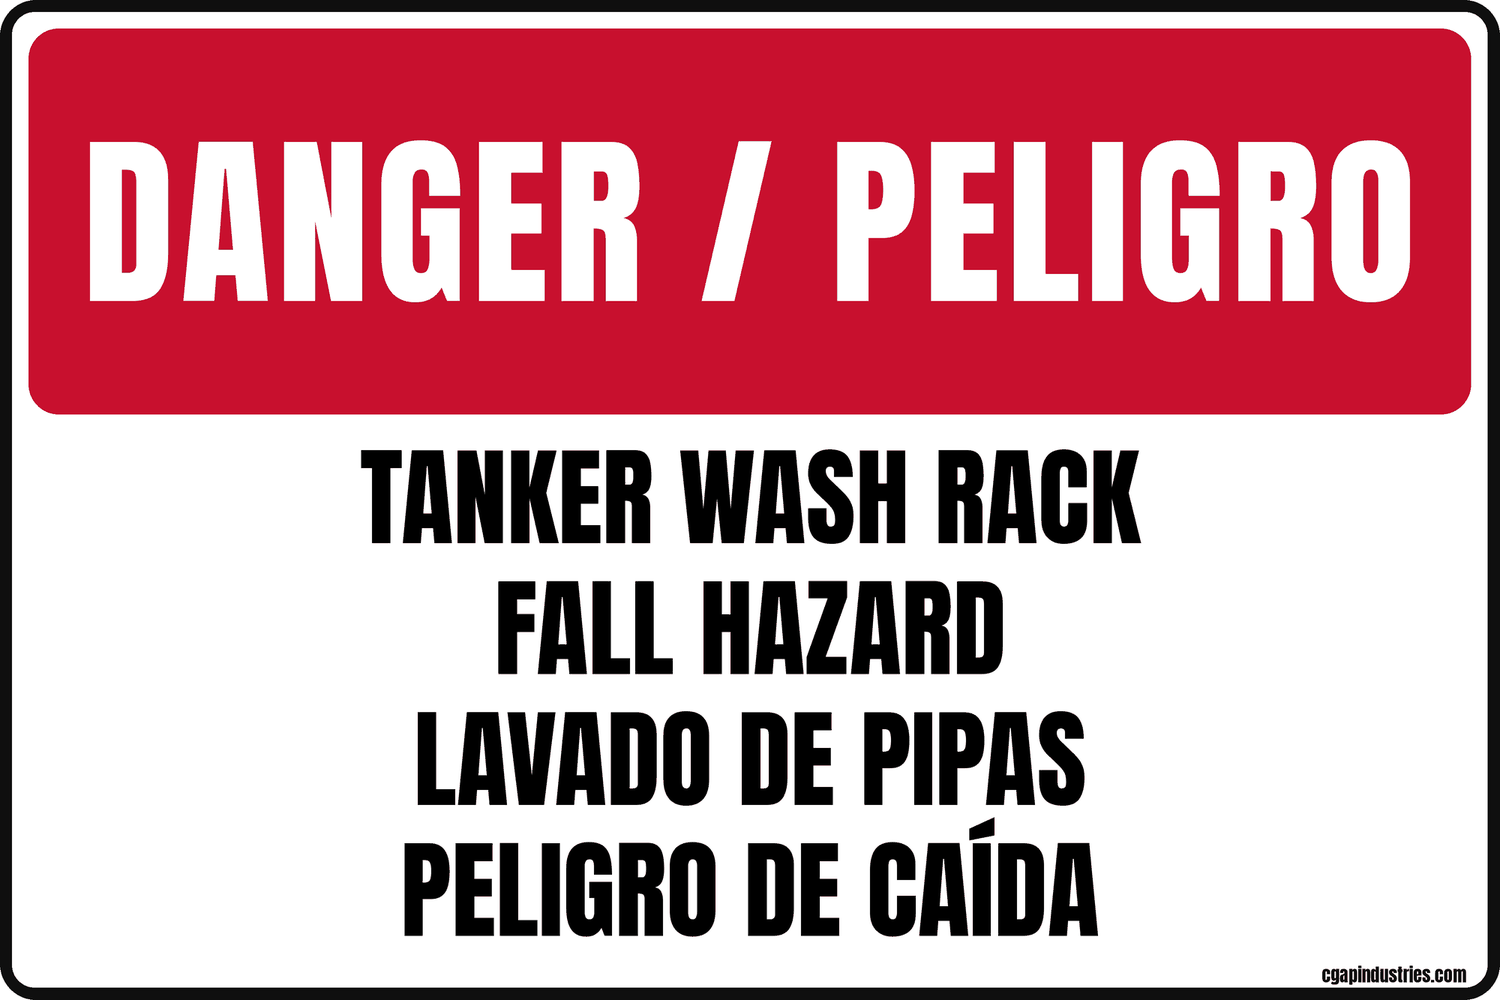 DANGER / PELIGRO
TANKER WASH RACK
FALL HAZARD
LAVADO DE PIPAS
PELIGRO DE CAÍDA
cgapindustries.com